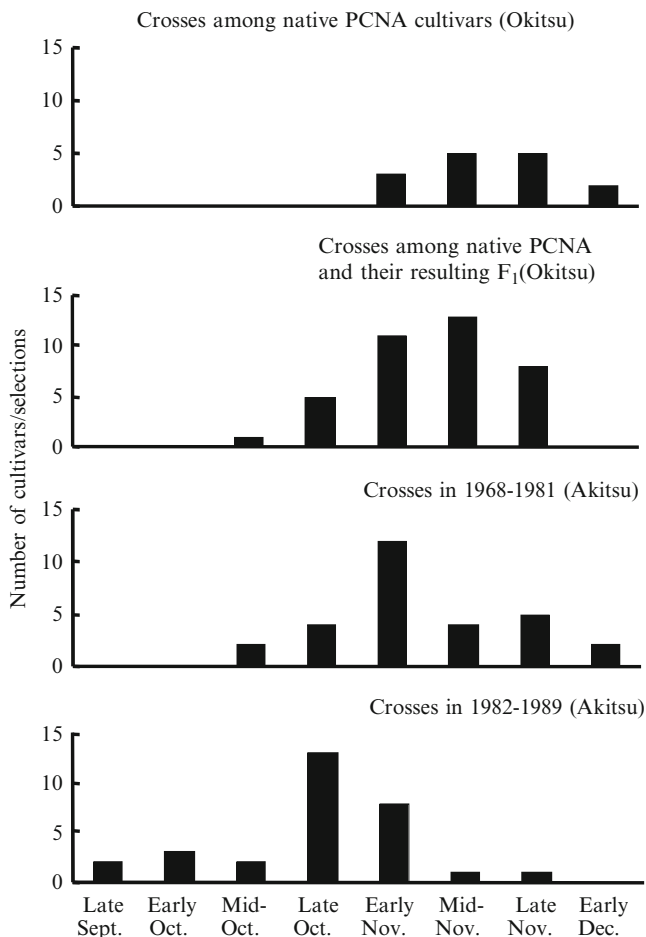 Crosses among native PCNA cultivars (Okitsu)
15
10
5
0
Crosses among native PCNA
and their resulting F₁(Okitsu)
15
10
5
0
Crosses in 1968-1981 (Akitsu)
15
10
5
0
Crosses in 1982-1989 (Akitsu)
15
10
5
0
Number of cultivars/selections
Late Early Mid- Late Early Mid- Late Early
Sept. Oct. Oct. Oct. Nov. Nov. Nov. Dec.